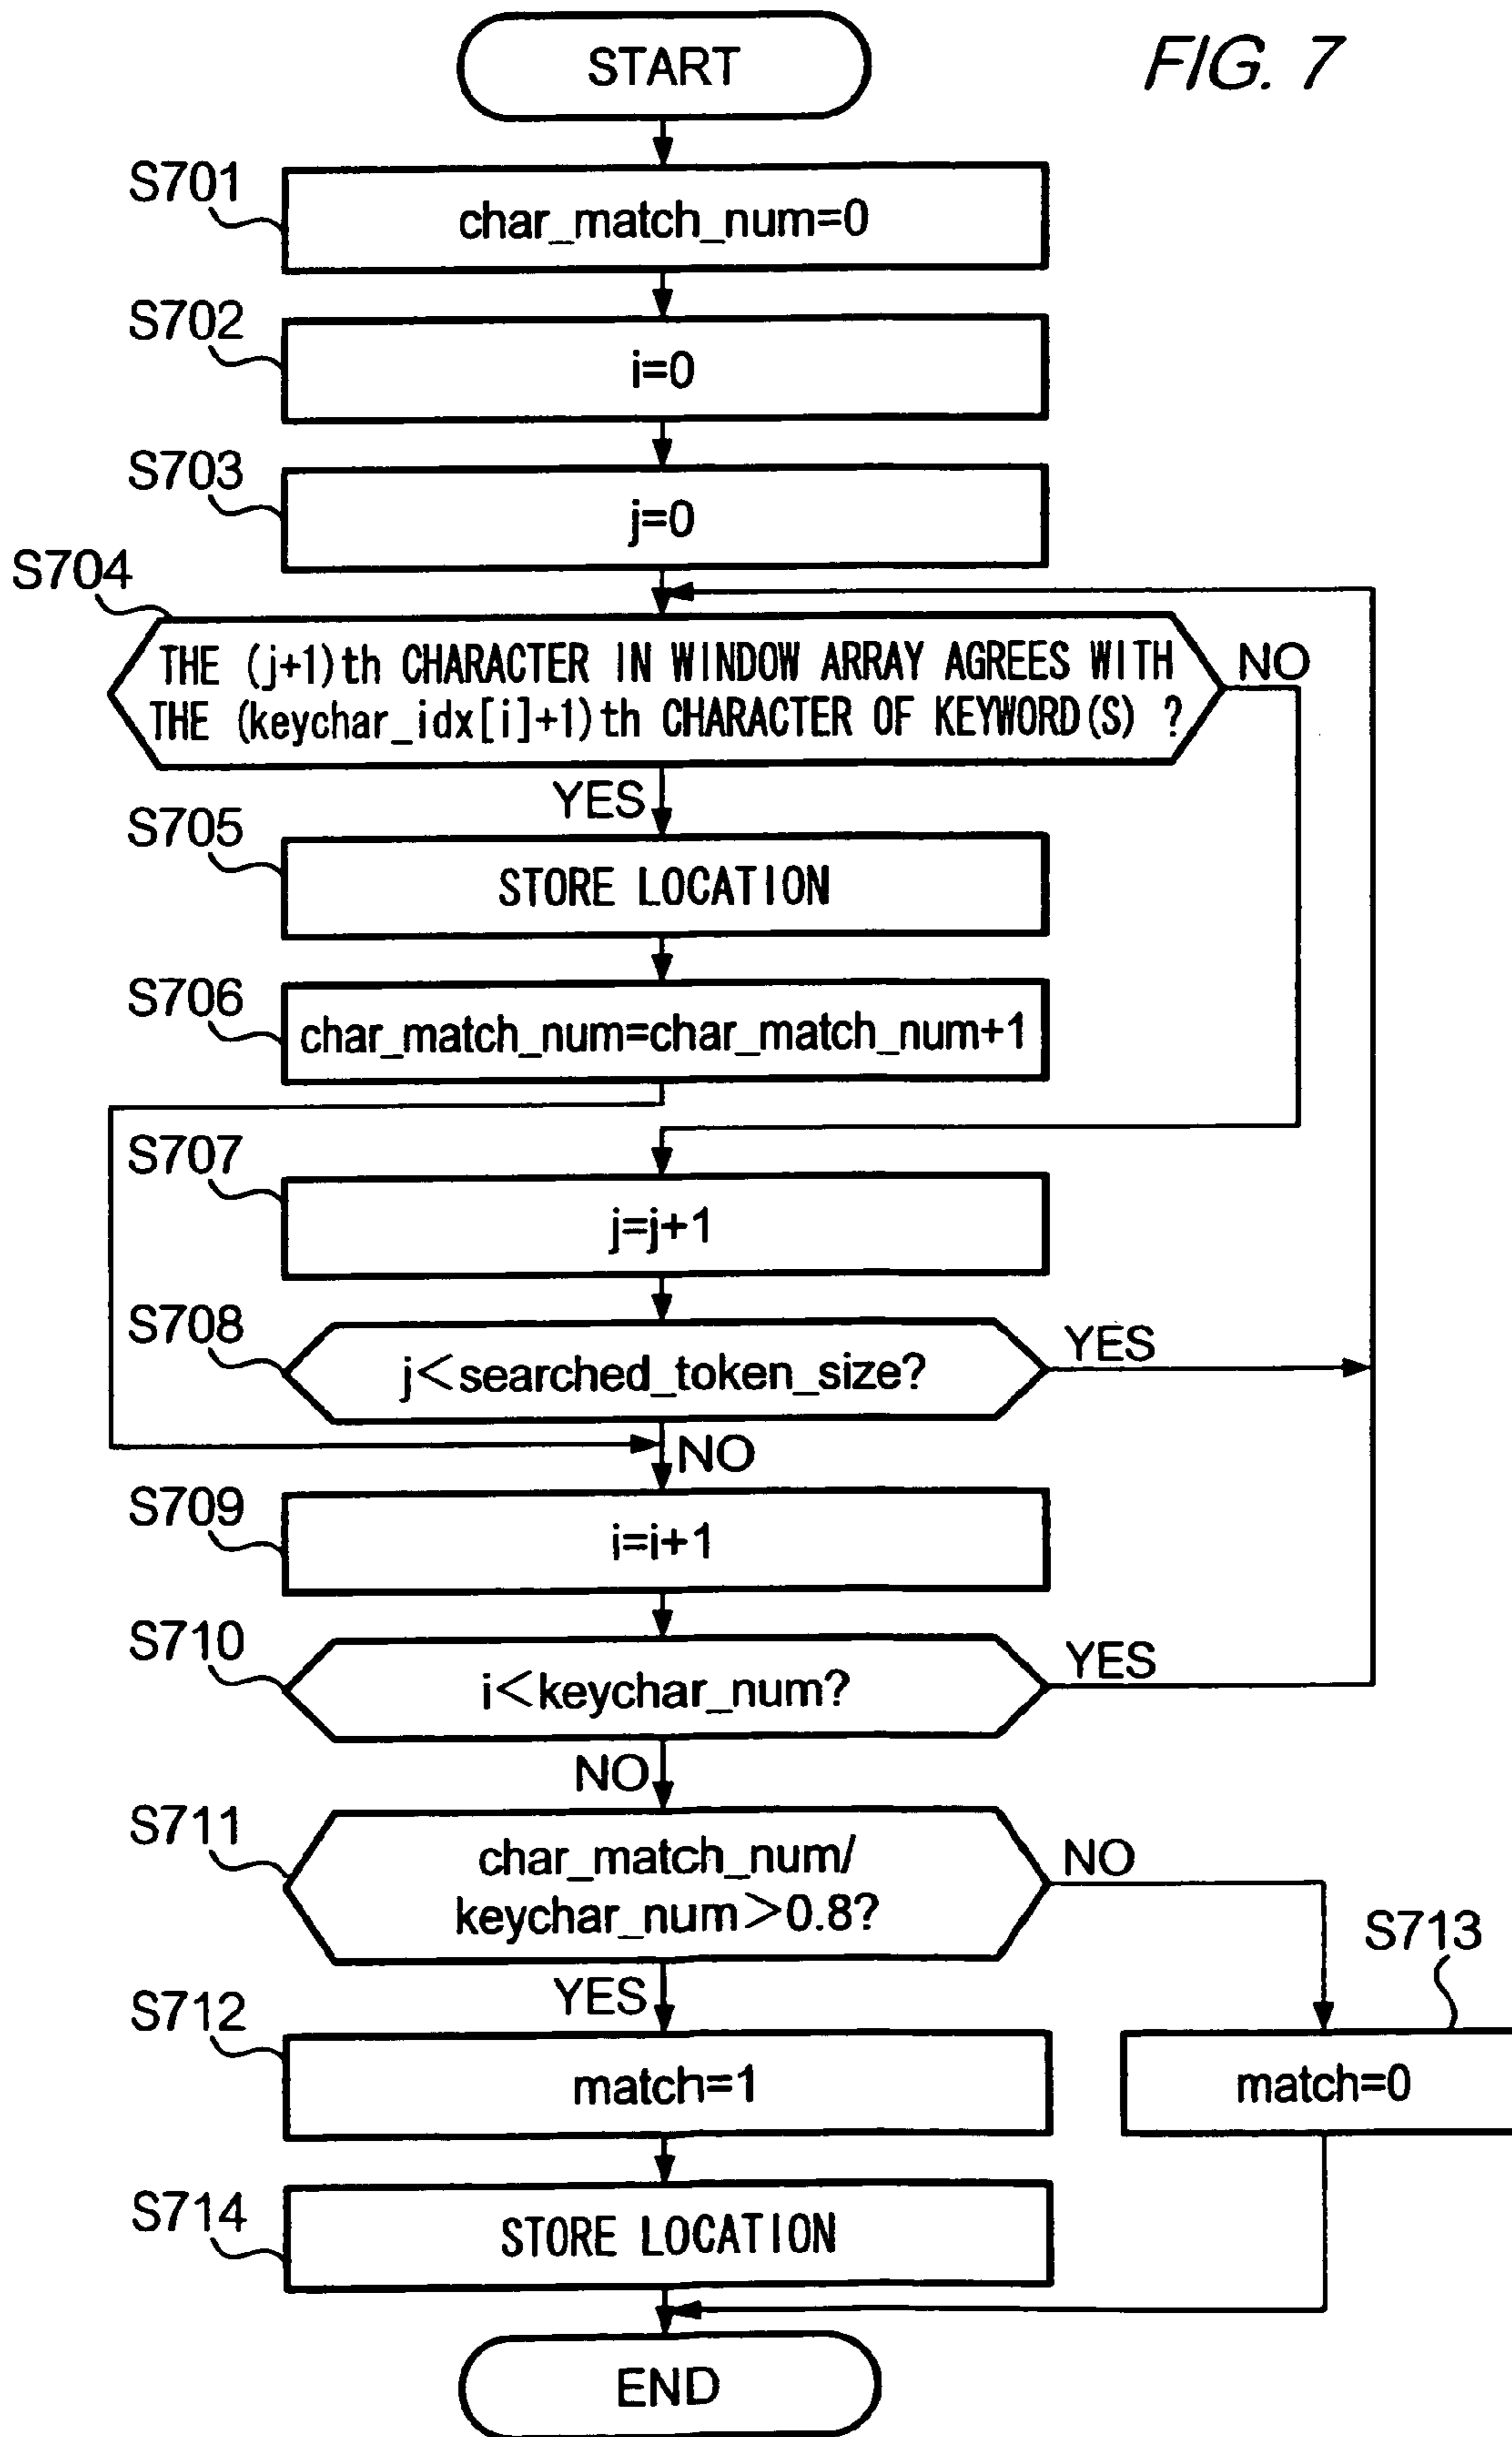 START
FIG. 7
S701
char_match_num=0
S702
i=0
S703
j=0
S704
THE (j+1)th CHARACTER IN WINDOW ARRAY AGREES WITH
THE (keychar_idx[i]+1)th CHARACTER OF KEYWORD(S) ?
NO
YES
S705
STORE LOCATION
S706
char_match_num=char_match_num+1
S707
j=j+1
S708
j<searched_token_size?
YES
NO
S709
i=i+1
S710
i<keychar_num?
YES
NO
S711
char_match_num/
keychar_num>0.8?
NO
YES
S712
match=1
S713
match=0
S714
STORE LOCATION
END